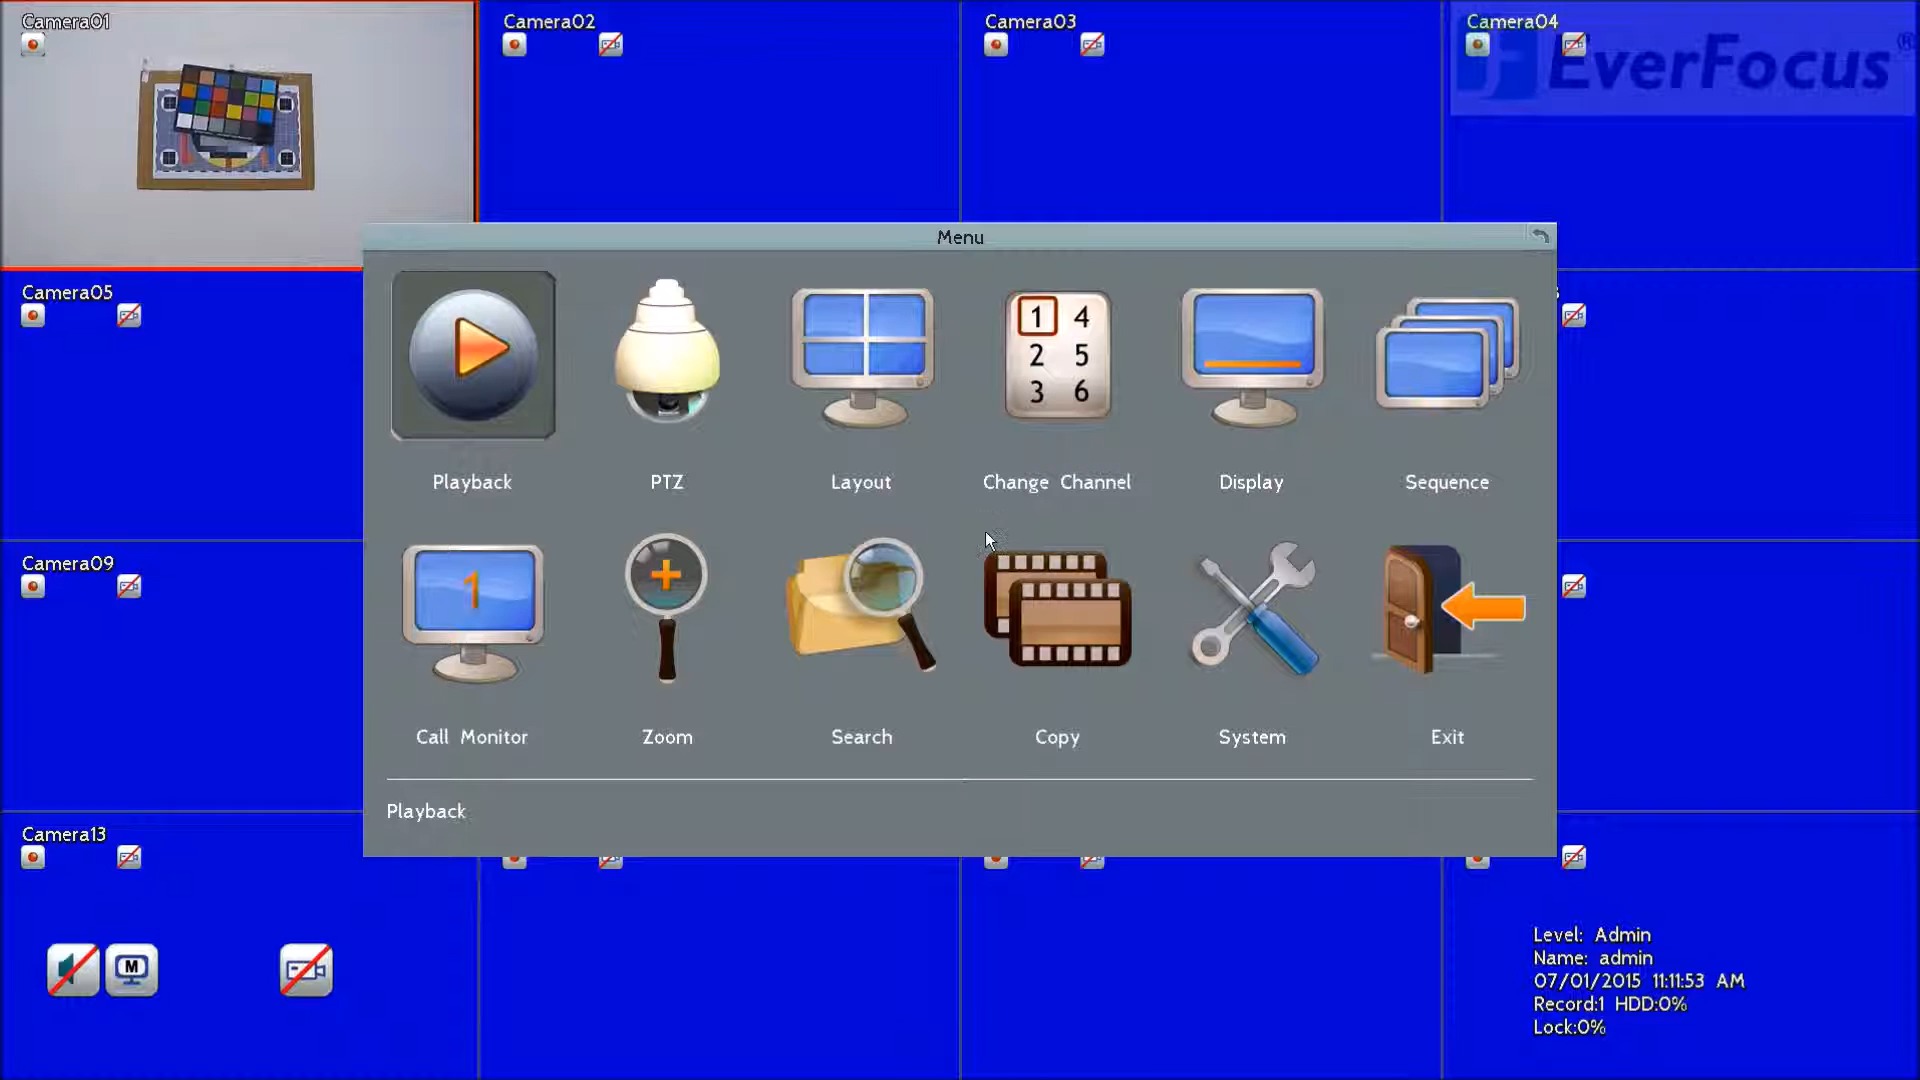 Camera01
Camera02
Camera03
Camera04
EverFocus®
Menu
Camera05
1 4
2 5
3 6
Playback
PTZ
Layout
Change Channel
Display
Sequence
Camera09
1
Call Monitor
Zoom
Search
Copy
System
Exit
Playback
Camera13
M
Level: Admin
Name: admin
07/01/2015 11:11:53 AM
Record:1 HDD:0%
Lock:0%